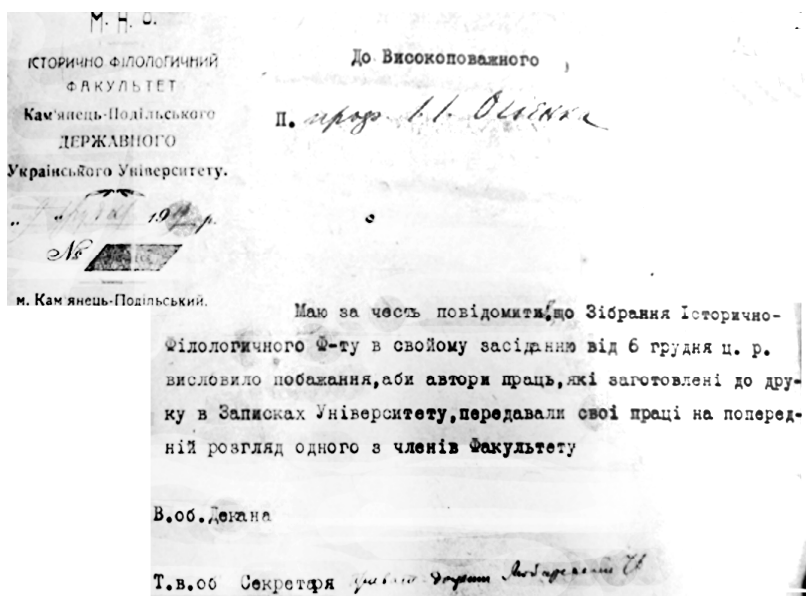 М. Н. О.
ІСТОРИЧНО ФІЛОЛОГИЧНИЙ
ФАКУЛЬТЕТ
Кам'янець-Подільського
ДЕРЖАВНОГО
Українського Університету.
" " 19 р.
№
м. Кам'янець-Подільський.
До Високоповажного
П. проф. І. І. Огієнка
Маю за честь повідомити, що Зібрання Історично-
Філологичного Ф-ту в свойому засіданню від 6 грудня ц. р.
висловило побажання, аби автори праць, які заготовлені до дру-
ку в Записках Університету, передавали свої праці на поперед-
ній розгляд одного з членів Факультету
В.об.Декана
Т.в.об Секретаря